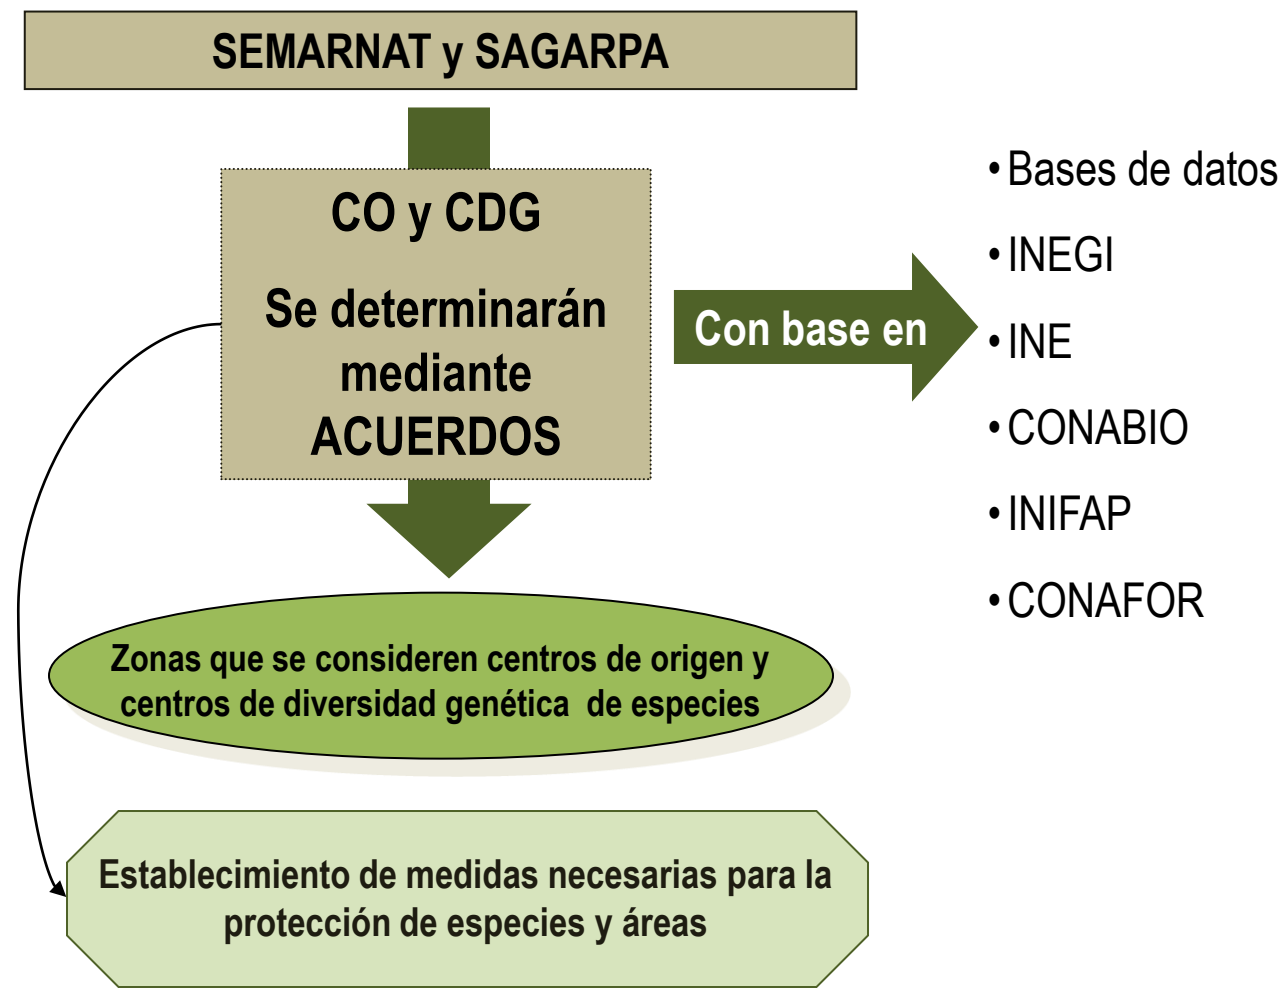 SEMARNAT y SAGARPA
CO y CDG
Se determinarán
mediante
ACUERDOS
Con base en
• Bases de datos
• INEGI
• INE
• CONABIO
• INIFAP
• CONAFOR
Zonas que se consideren centros de origen y
centros de diversidad genética de especies
Establecimiento de medidas necesarias para la
protección de especies y áreas